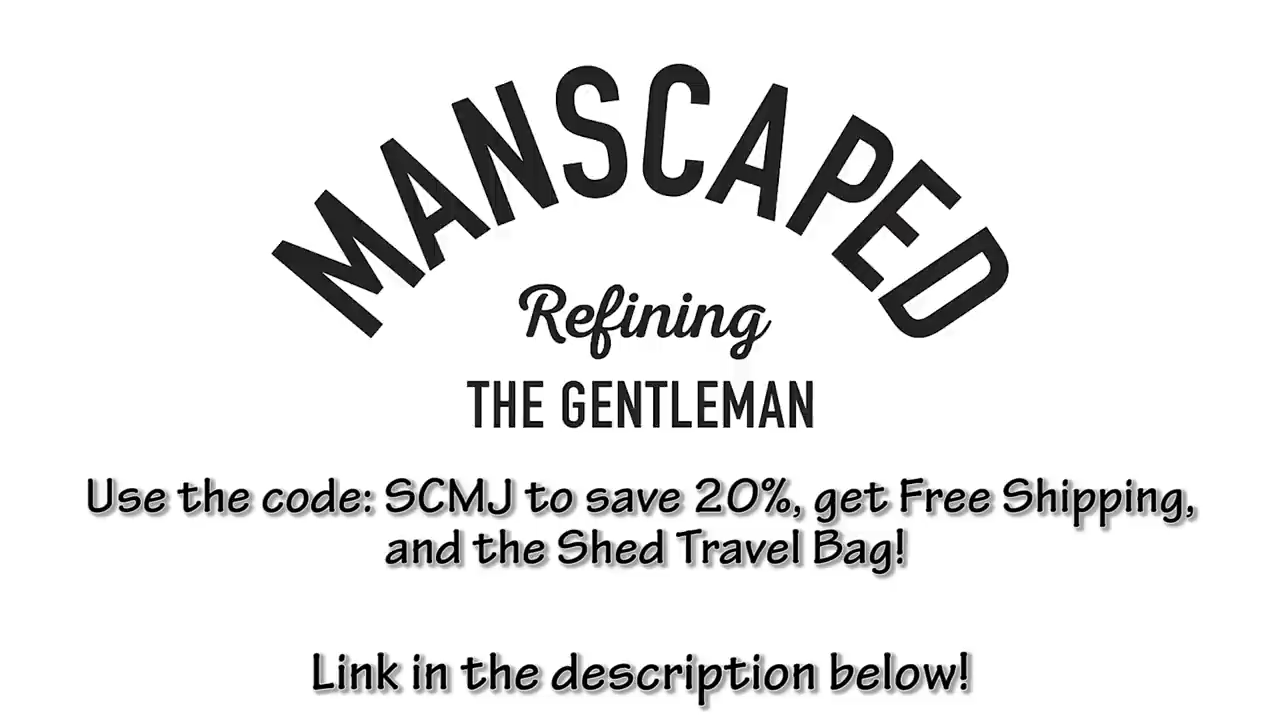 MANSCAPED
Refining
THE GENTLEMAN
Use the code: SCMJ to save 20%, get Free Shipping,
and the Shed Travel Bag!
Link in the description below!